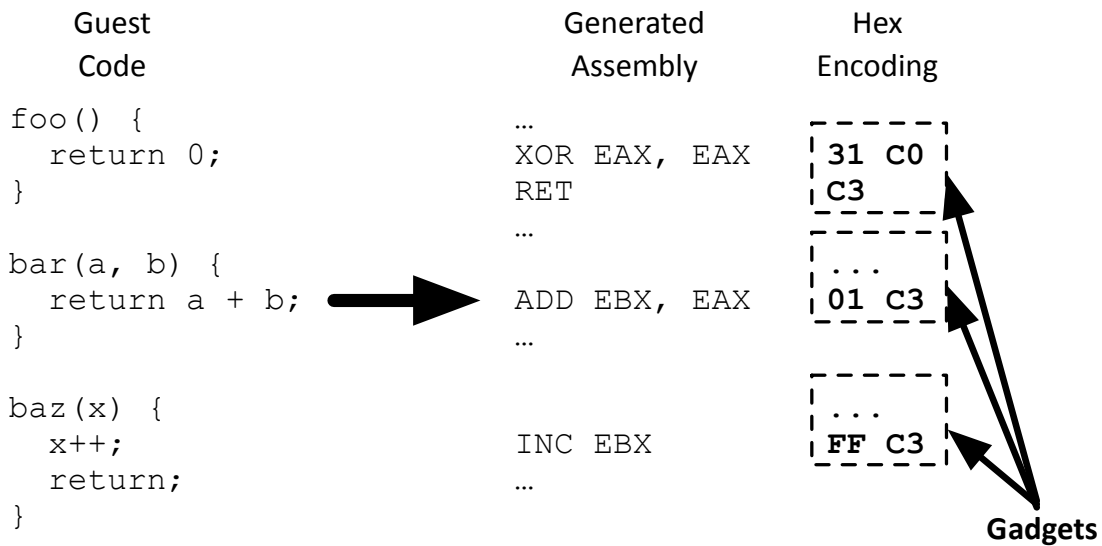 Guest Code
Generated Assembly
Hex Encoding
foo() {
  return 0;
}
bar(a, b) {
  return a + b;
}
baz(x) {
  x++;
  return;
}
…
XOR EAX, EAX
RET
…
ADD EBX, EAX
…
INC EBX
…
31 C0
C3
...
01 C3
...
FF C3
Gadgets